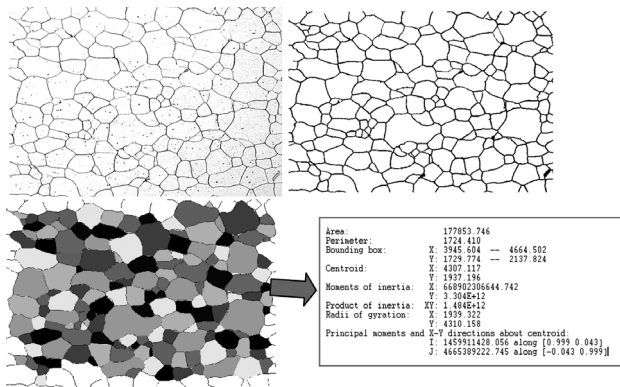 Area: 177853.746
Perimeter: 1724.410
Bounding box: X: 3945.604 -- 4664.502
Y: 1729.774 -- 2137.824
Centroid: X: 4307.117
Y: 1937.196
Moments of inertia: X: 668902306644.742
Y: 3.304E+12
Product of inertia: XY: 1.484E+12
Radii of gyration: X: 1939.322
Y: 4310.158
Principal moments and X-Y directions about centroid:
I: 1459911428.056 along [0.999 0.043]
J: 4665389222.745 along [-0.043 0.999]